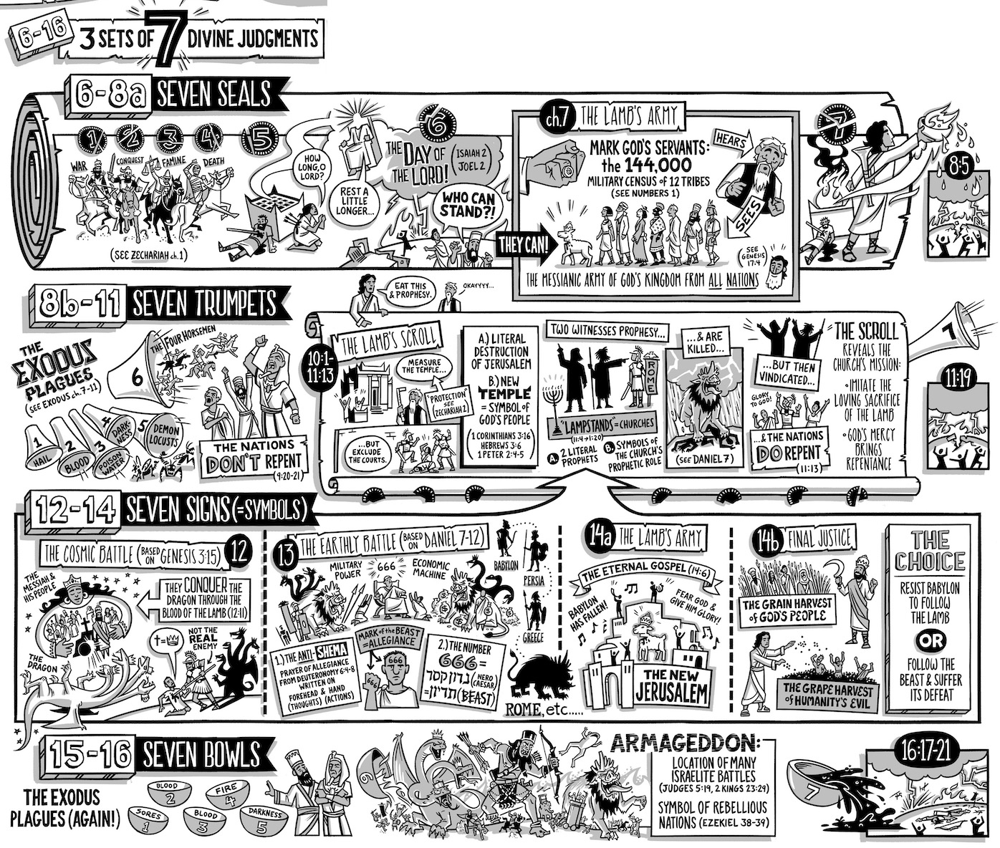 6-16
3 SETS OF 7 DIVINE JUDGMENTS
6-8a SEVEN SEALS
1
2
3
4
5
WAR
CONQUEST
FAMINE
DEATH
(SEE ZECHARIAH ch.1)
HOW
LONG, O
LORD?
REST A
LITTLE
LONGER...
6
THE DAY OF
THE LORD!
(ISAIAH 2
JOEL 2)
WHO CAN
STAND?!
THEY CAN!
ch.7 THE LAMB'S ARMY
MARK GOD'S SERVANTS:
the 144,000
MILITARY CENSUS of 12 TRIBES
(SEE NUMBERS 1)
HEARS
SEES
(SEE
GENESIS
17:4)
THE MESSIANIC ARMY OF GOD'S KINGDOM FROM ALL NATIONS
7
8:5
8b-11 SEVEN TRUMPETS
THE
EXODUS
PLAGUES
(SEE EXODUS ch.7-11)
1
HAIL
2
BLOOD
3
POISON
WATER
4
DARK-
NESS
5
DEMON
LOCUSTS
6
THE FOUR HORSEMEN
THE NATIONS
DON'T REPENT
(9:20-21)
EAT THIS
& PROPHESY.
OKAYYYY...
10:1-
11:13
THE LAMB'S SCROLL
MEASURE
THE TEMPLE...
"PROTECTION"
SEE
ZECHARIAH 2
...BUT
EXCLUDE
THE COURTS.
A.) LITERAL
DESTRUCTION
OF JERUSALEM
B.) NEW
TEMPLE
= SYMBOL of
GOD'S PEOPLE
(1 CORINTHIANS 3:16
HEBREWS 3:6
1 PETER 2:4-5)
TWO WITNESSES PROPHESY...
ROME
"LAMPSTANDS" = CHURCHES
(11:4→1:20)
A. 2 LITERAL
PROPHETS
B. SYMBOLS of
THE CHURCH'S
PROPHETIC ROLE
...& ARE
KILLED...
(SEE DANIEL 7)
...BUT THEN
VINDICATED...
GLORY
TO GOD!
...& THE NATIONS
DO REPENT
(11:13)
THE SCROLL
REVEALS THE
CHURCH'S MISSION:
• IMITATE THE
LOVING SACRIFICE
OF THE LAMB
• GOD'S MERCY
BRINGS
REPENTANCE
7
11:19
12-14 SEVEN SIGNS (=SYMBOLS)
THE COSMIC BATTLE (BASED ON GENESIS 3:15) 12
THE
MESSIAH &
HIS PEOPLE
THE
DRAGON
THEY CONQUER THE
DRAGON THROUGH THE
BLOOD OF THE LAMB (12:11)
NOT THE
REAL
ENEMY
13 THE EARTHLY BATTLE (BASED ON DANIEL 7-12)
MILITARY
POWER
666
ECONOMIC
MACHINE
1.) THE ANTI-SHEMA
PRAYER OF ALLEGIANCE
FROM DEUTERONOMY 6:4-8
WRITTEN ON
FOREHEAD & HAND
(THOUGHTS) (ACTIONS)
MARK of the BEAST
= ALLEGIANCE
666
666
2.) THE NUMBER
666 =
נרון קסר (NERO CAESAR)
= תריון (BEAST)
BABYLON
PERSIA
GREECE
ROME, etc.....
14a THE LAMB'S ARMY
THE ETERNAL GOSPEL (14:6)
BABYLON
HAS FALLEN!
FEAR GOD &
GIVE HIM GLORY!
THE NEW
JERUSALEM
14b FINAL JUSTICE
THE GRAIN HARVEST
of GOD'S PEOPLE
THE GRAPE HARVEST
of HUMANITY'S EVIL
THE
CHOICE
RESIST BABYLON
TO FOLLOW
THE LAMB
OR
FOLLOW THE
BEAST & SUFFER
ITS DEFEAT
15-16 SEVEN BOWLS
THE EXODUS
PLAGUES (AGAIN!)
BLOOD
2
FIRE
4
SORES
1
BLOOD
3
DARKNESS
5
6
ARMAGEDDON:
LOCATION OF MANY
ISRAELITE BATTLES
(JUDGES 5:19, 2 KINGS 23:29)
SYMBOL OF REBELLIOUS
NATIONS (EZEKIEL 38-39)
7
16:17-21